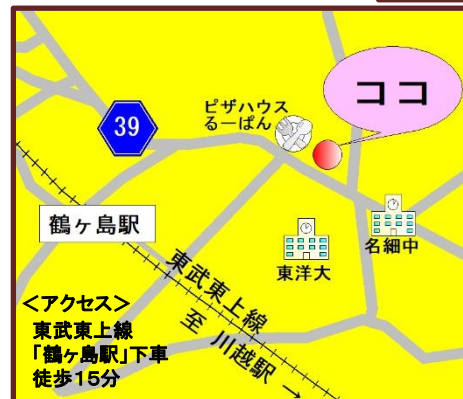 ココ
ピザハウス
るーぱん
39
鶴ヶ島駅
名細中
東洋大
東武東上線
至 川越駅 →
<アクセス>
東武東上線
「鶴ヶ島駅」下車
徒歩15分